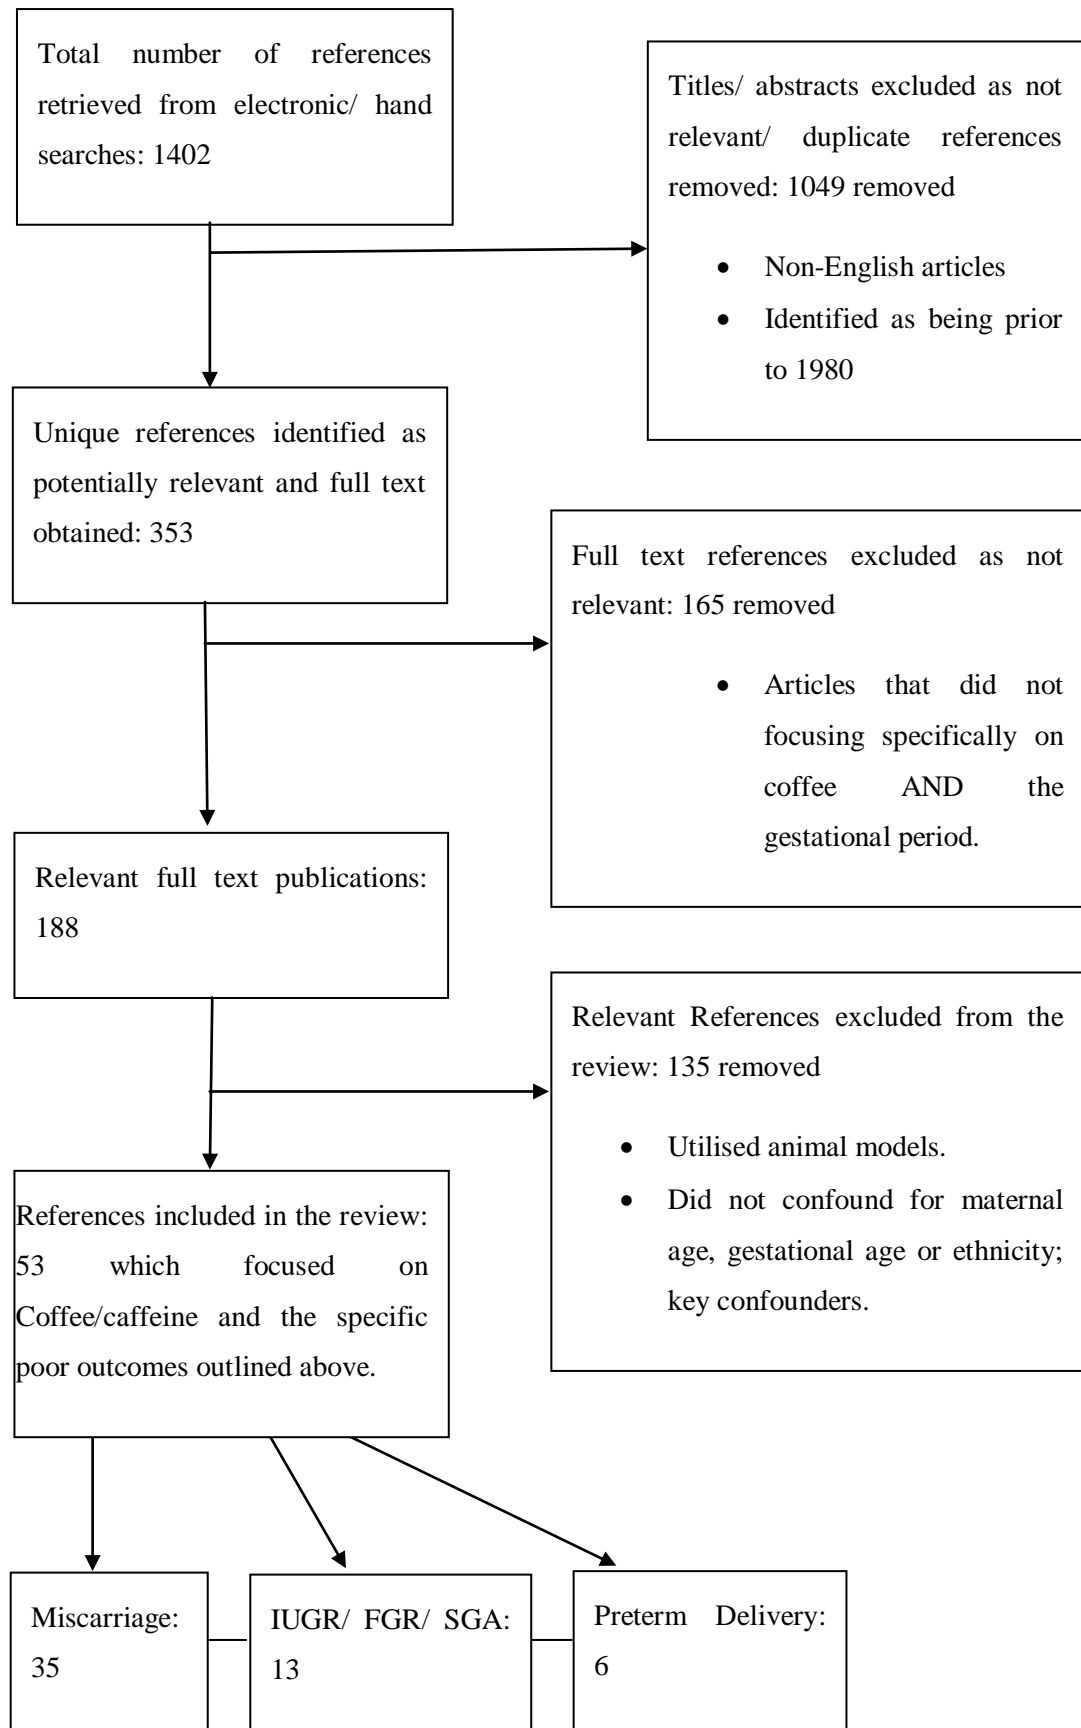 Total number of references
retrieved from electronic/ hand
searches: 1402
Titles/ abstracts excluded as not
relevant/ duplicate references
removed: 1049 removed
• Non-English articles
• Identified as being prior
to 1980
Unique references identified as
potentially relevant and full text
obtained: 353
Full text references excluded as not
relevant: 165 removed
• Articles that did not
focusing specifically on
coffee AND the
gestational period.
Relevant full text publications:
188
Relevant References excluded from the
review: 135 removed
• Utilised animal models.
• Did not confound for maternal
age, gestational age or ethnicity;
key confounders.
References included in the review:
53 which focused on
Coffee/caffeine and the specific
poor outcomes outlined above.
Miscarriage:
35
IUGR/ FGR/ SGA:
13
Preterm Delivery:
6